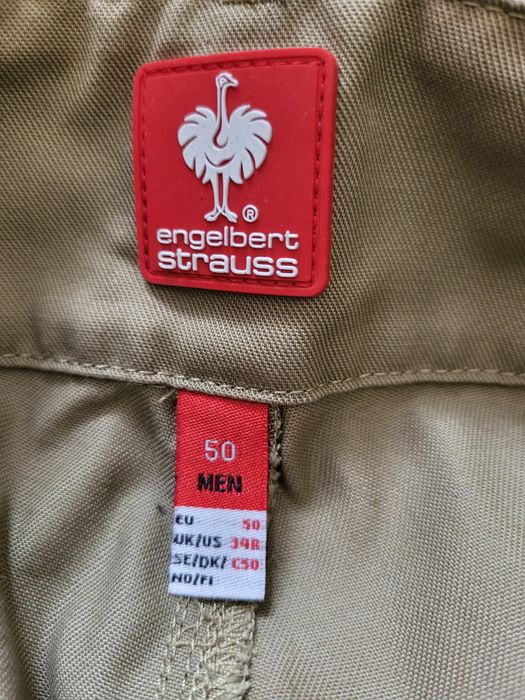 ®
engelbert
strauss
50
MEN
EU 50
UK/US 34R
SE/DK/ C50
NO/FI